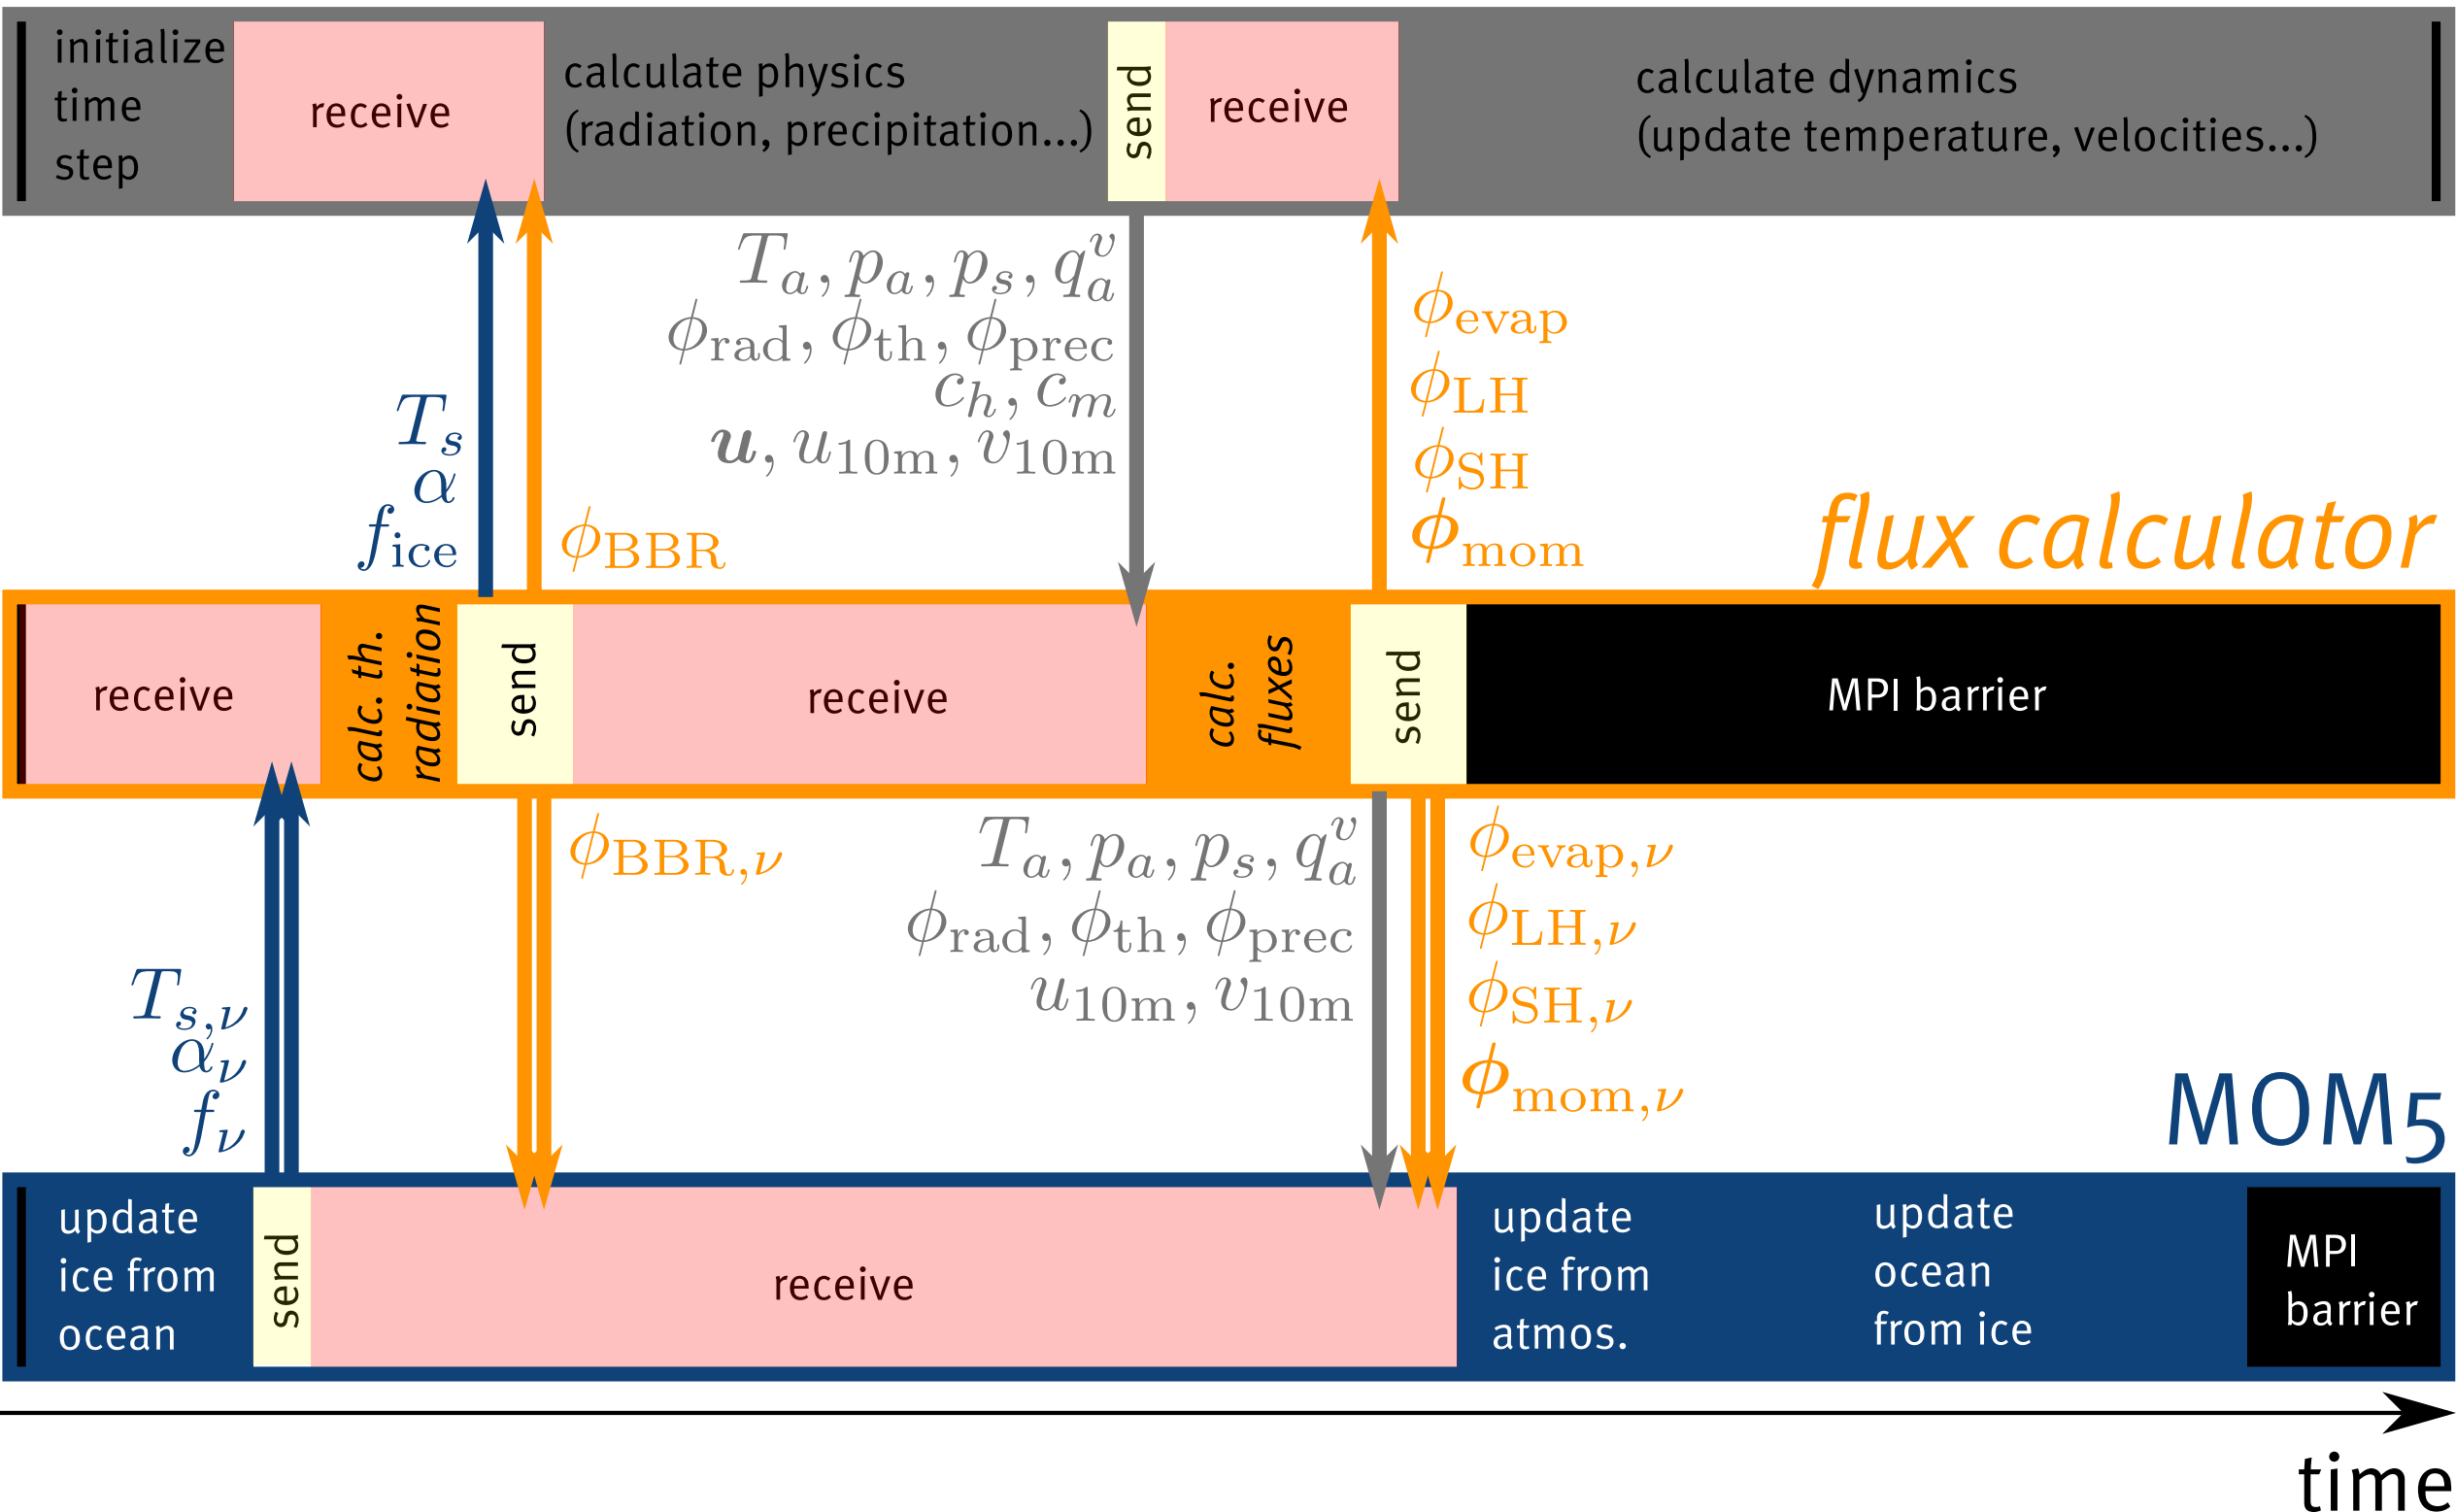 initialize
time
step
receive
calculate physics
(radiation, precipitation...)
send
receive
calculate dynamics
(update temperature, velocities...)
T_s
α
f_ice
ϕ_BBR
T_a, p_a, p_s, q_a^v
ϕ_rad, ϕ_th, ϕ_prec
c_h, c_m
u, u_10m, v_10m
ϕ_evap
ϕ_LH
ϕ_SH
ϕ_mom
flux calculator
receive
calc. th.
radiation
send
receive
calc.
fluxes
send
MPI barrier
T_s,ν
α_ν
f_ν
ϕ_BBR,ν
T_a, p_a, p_s, q_a^v
ϕ_rad, ϕ_th, ϕ_prec
u_10m, v_10m
ϕ_evap,ν
ϕ_LH,ν
ϕ_SH,ν
ϕ_mom,ν
MOM5
update
ice from
ocean
send
receive
update
ice from
atmos.
update
ocean
from ice
MPI
barrier
time